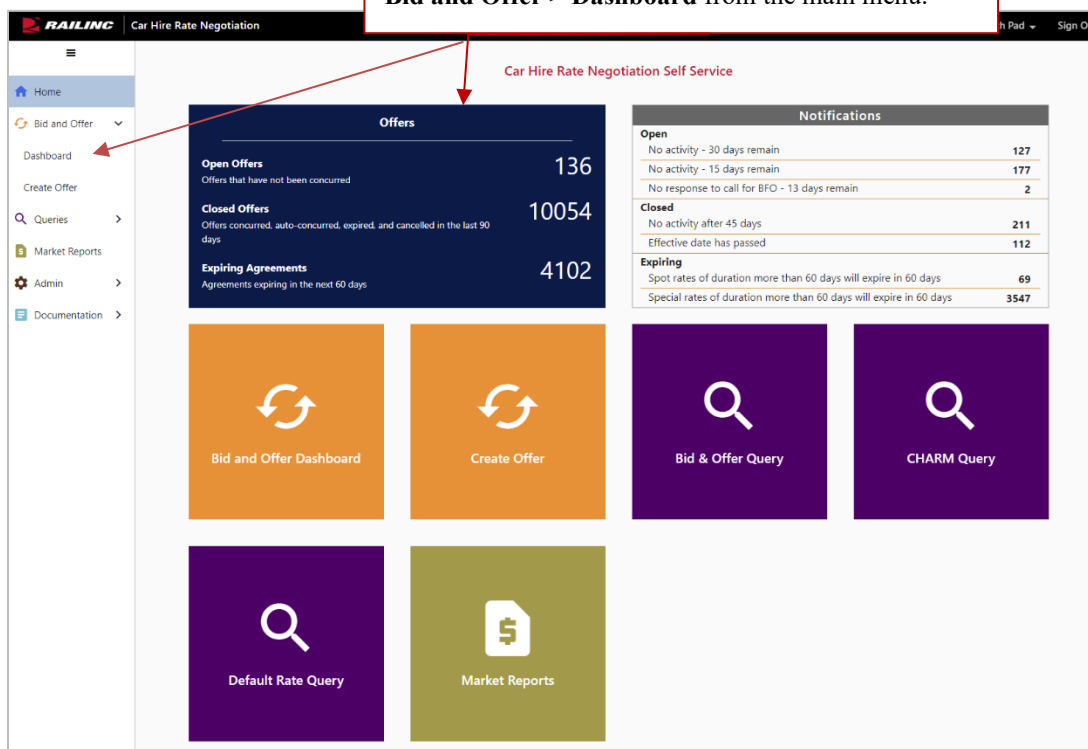 Bid and Offer > Dashboard from the main menu.
RAILINC Car Hire Rate Negotiation
Pad
Sign
Car Hire Rate Negotiation Self Service
Home
Bid and Offer
Dashboard
Create Offer
Queries
Market Reports
Admin
Documentation
Offers
Open Offers 136
Offers that have not been concurred
Closed Offers 10054
Offers concurred, auto-concurred, expired, and cancelled in the last 90
days
Expiring Agreements 4102
Agreements expiring in the next 60 days
Notifications
Open
No activity - 30 days remain 127
No activity - 15 days remain 177
No response to call for BFO - 13 days remain 2
Closed
No activity after 45 days 211
Effective date has passed 112
Expiring
Spot rates of duration more than 60 days will expire in 60 days 69
Special rates of duration more than 60 days will expire in 60 days 3547
Bid and Offer Dashboard
Create Offer
Bid & Offer Query
CHARM Query
Default Rate Query
Market Reports